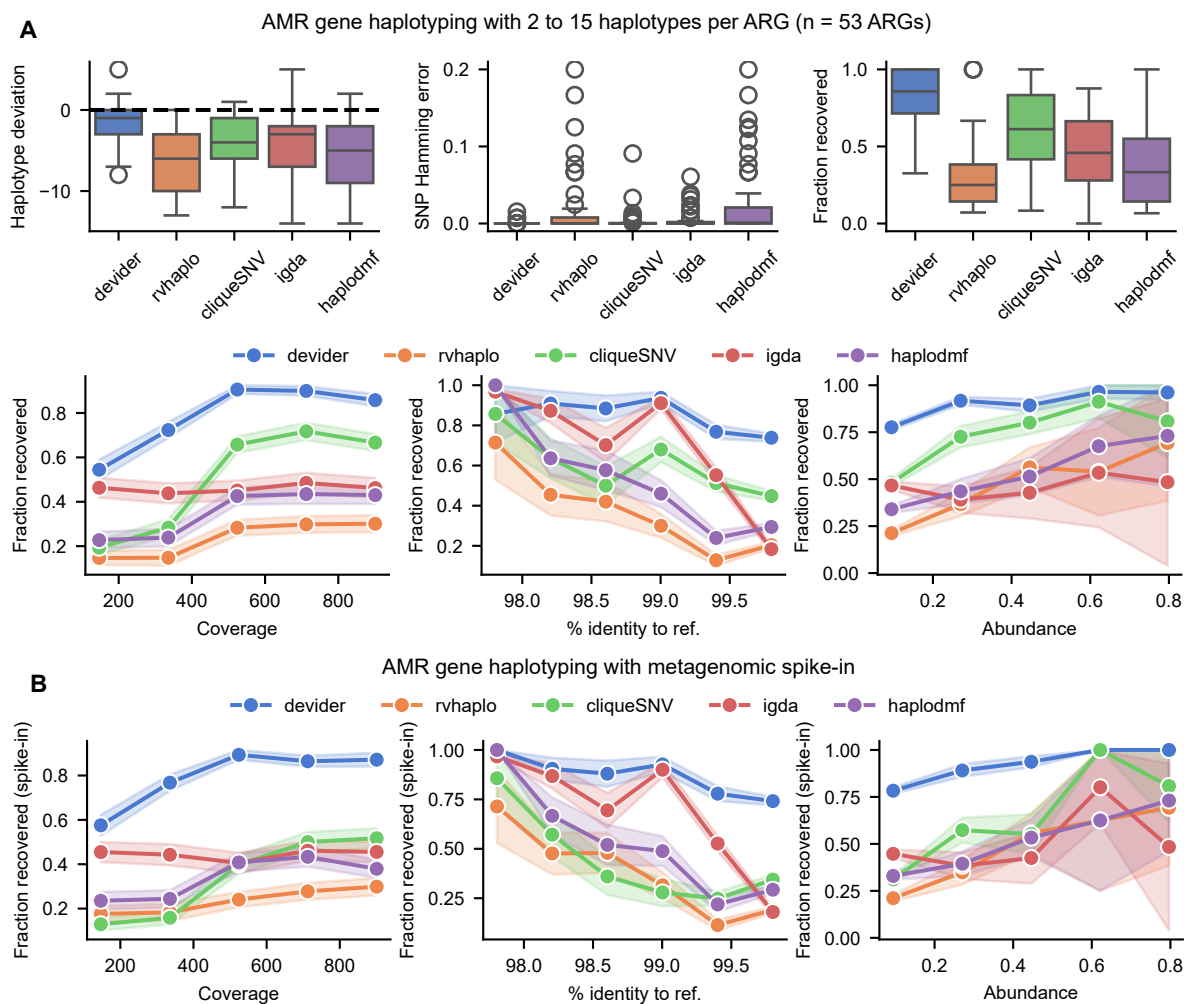 A
AMR gene haplotyping with 2 to 15 haplotypes per ARG (n = 53 ARGs)
Haplotype deviation
0
−10
devider
rvhaplo
cliqueSNV
igda
haplodmf
SNP Hamming error
0.2
0.1
0.0
devider
rvhaplo
cliqueSNV
igda
haplodmf
Fraction recovered
1.0
0.5
0.0
devider
rvhaplo
cliqueSNV
igda
haplodmf
devider rvhaplo cliqueSNV igda haplodmf
Fraction recovered
0.8
0.6
0.4
0.2
200 400 600 800
Coverage
Fraction recovered
1.0
0.8
0.6
0.4
0.2
98.0 98.5 99.0 99.5
% identity to ref.
Fraction recovered
1.00
0.75
0.50
0.25
0.00
0.2 0.4 0.6 0.8
Abundance
B
AMR gene haplotyping with metagenomic spike-in
devider rvhaplo cliqueSNV igda haplodmf
Fraction recovered (spike-in)
0.8
0.6
0.4
0.2
200 400 600 800
Coverage
Fraction recovered (spike-in)
1.00
0.75
0.50
0.25
98.0 98.5 99.0 99.5
% identity to ref.
Fraction recovered (spike-in)
1.00
0.75
0.50
0.25
0.00
0.2 0.4 0.6 0.8
Abundance